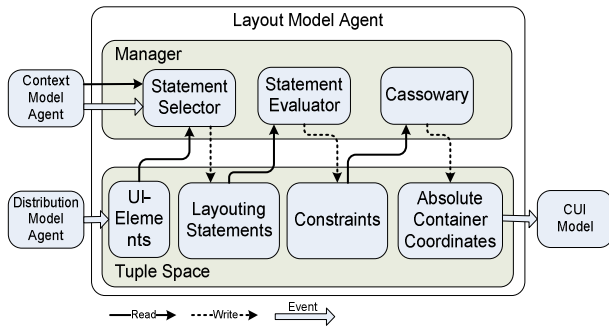 Layout Model Agent
Manager
Context
Model
Agent
Statement
Selector
Statement
Evaluator
Cassowary
Distribution
Model
Agent
UI-
Elements
nts
Layouting
Statements
Constraints
Absolute
Container
Coordinates
CUI
Model
Tuple Space
Read
Write
Event